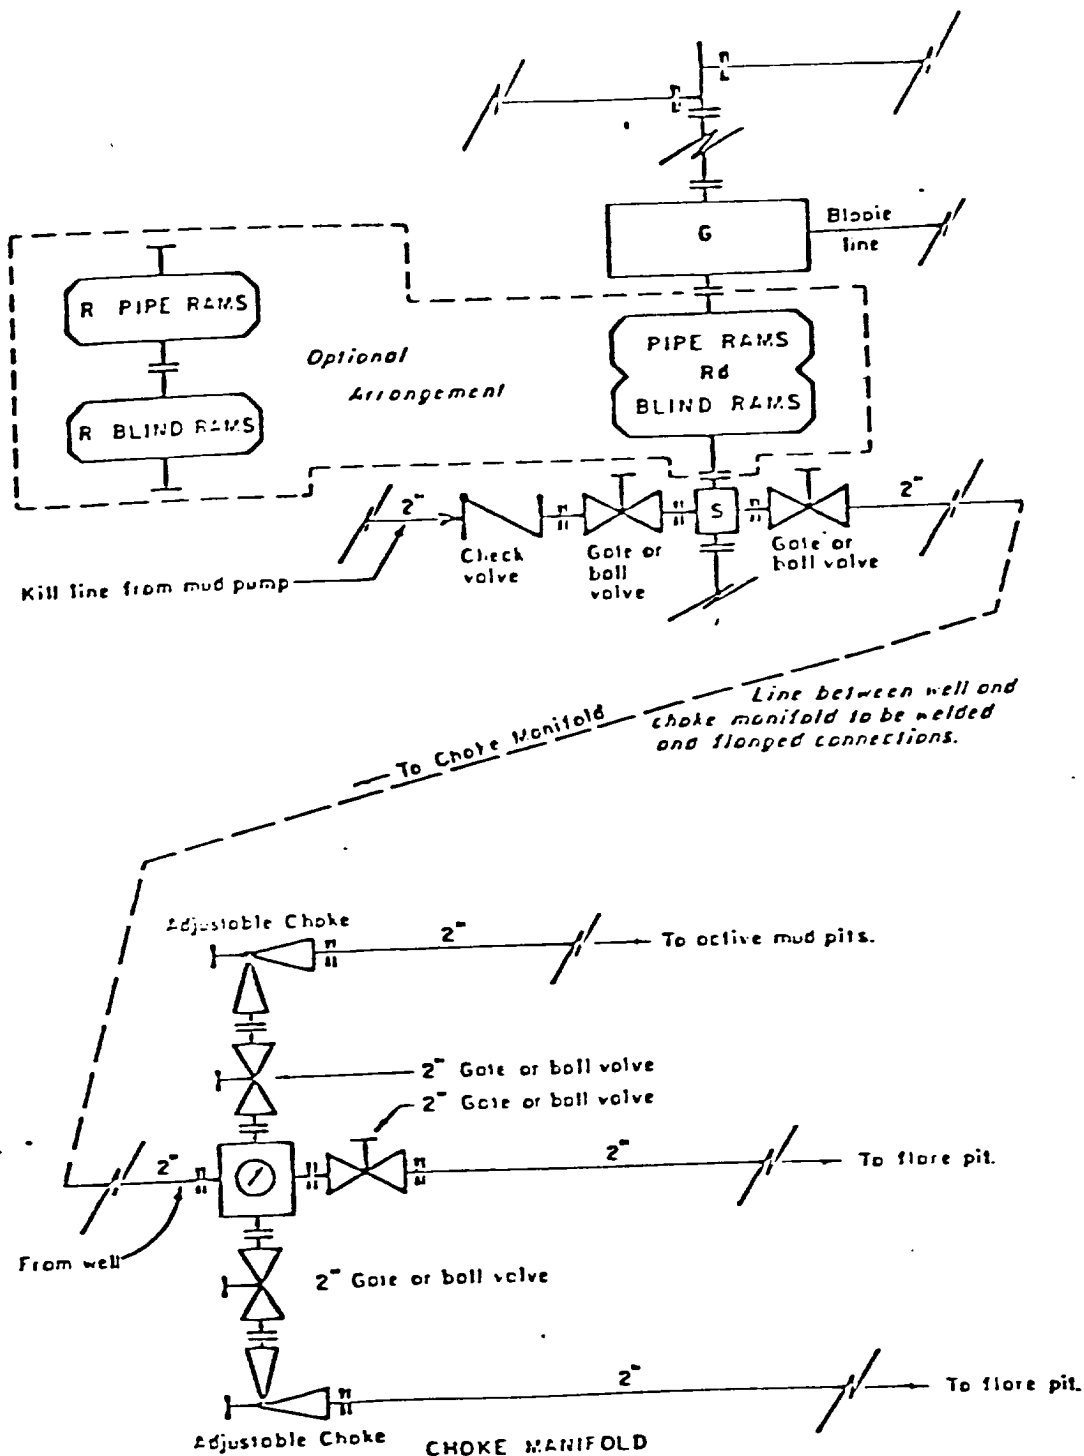 G
Blooie
line
R PIPE RAMS
Optional
Arrangement
R BLIND RAMS
PIPE RAMS
Rd
BLIND RAMS
2"
S
2"
Check
valve
Gate or
ball
valve
Gate or
ball valve
Kill line from mud pump
Line between well and
choke manifold to be welded
and flanged connections.
To Choke Manifold
Adjustable Choke
2"
To active mud pits.
2" Gate or ball valve
2" Gate or ball valve
2"
2"
To flare pit.
From well
2" Gate or ball valve
2"
To flare pit.
Adjustable Choke
CHOKE MANIFOLD